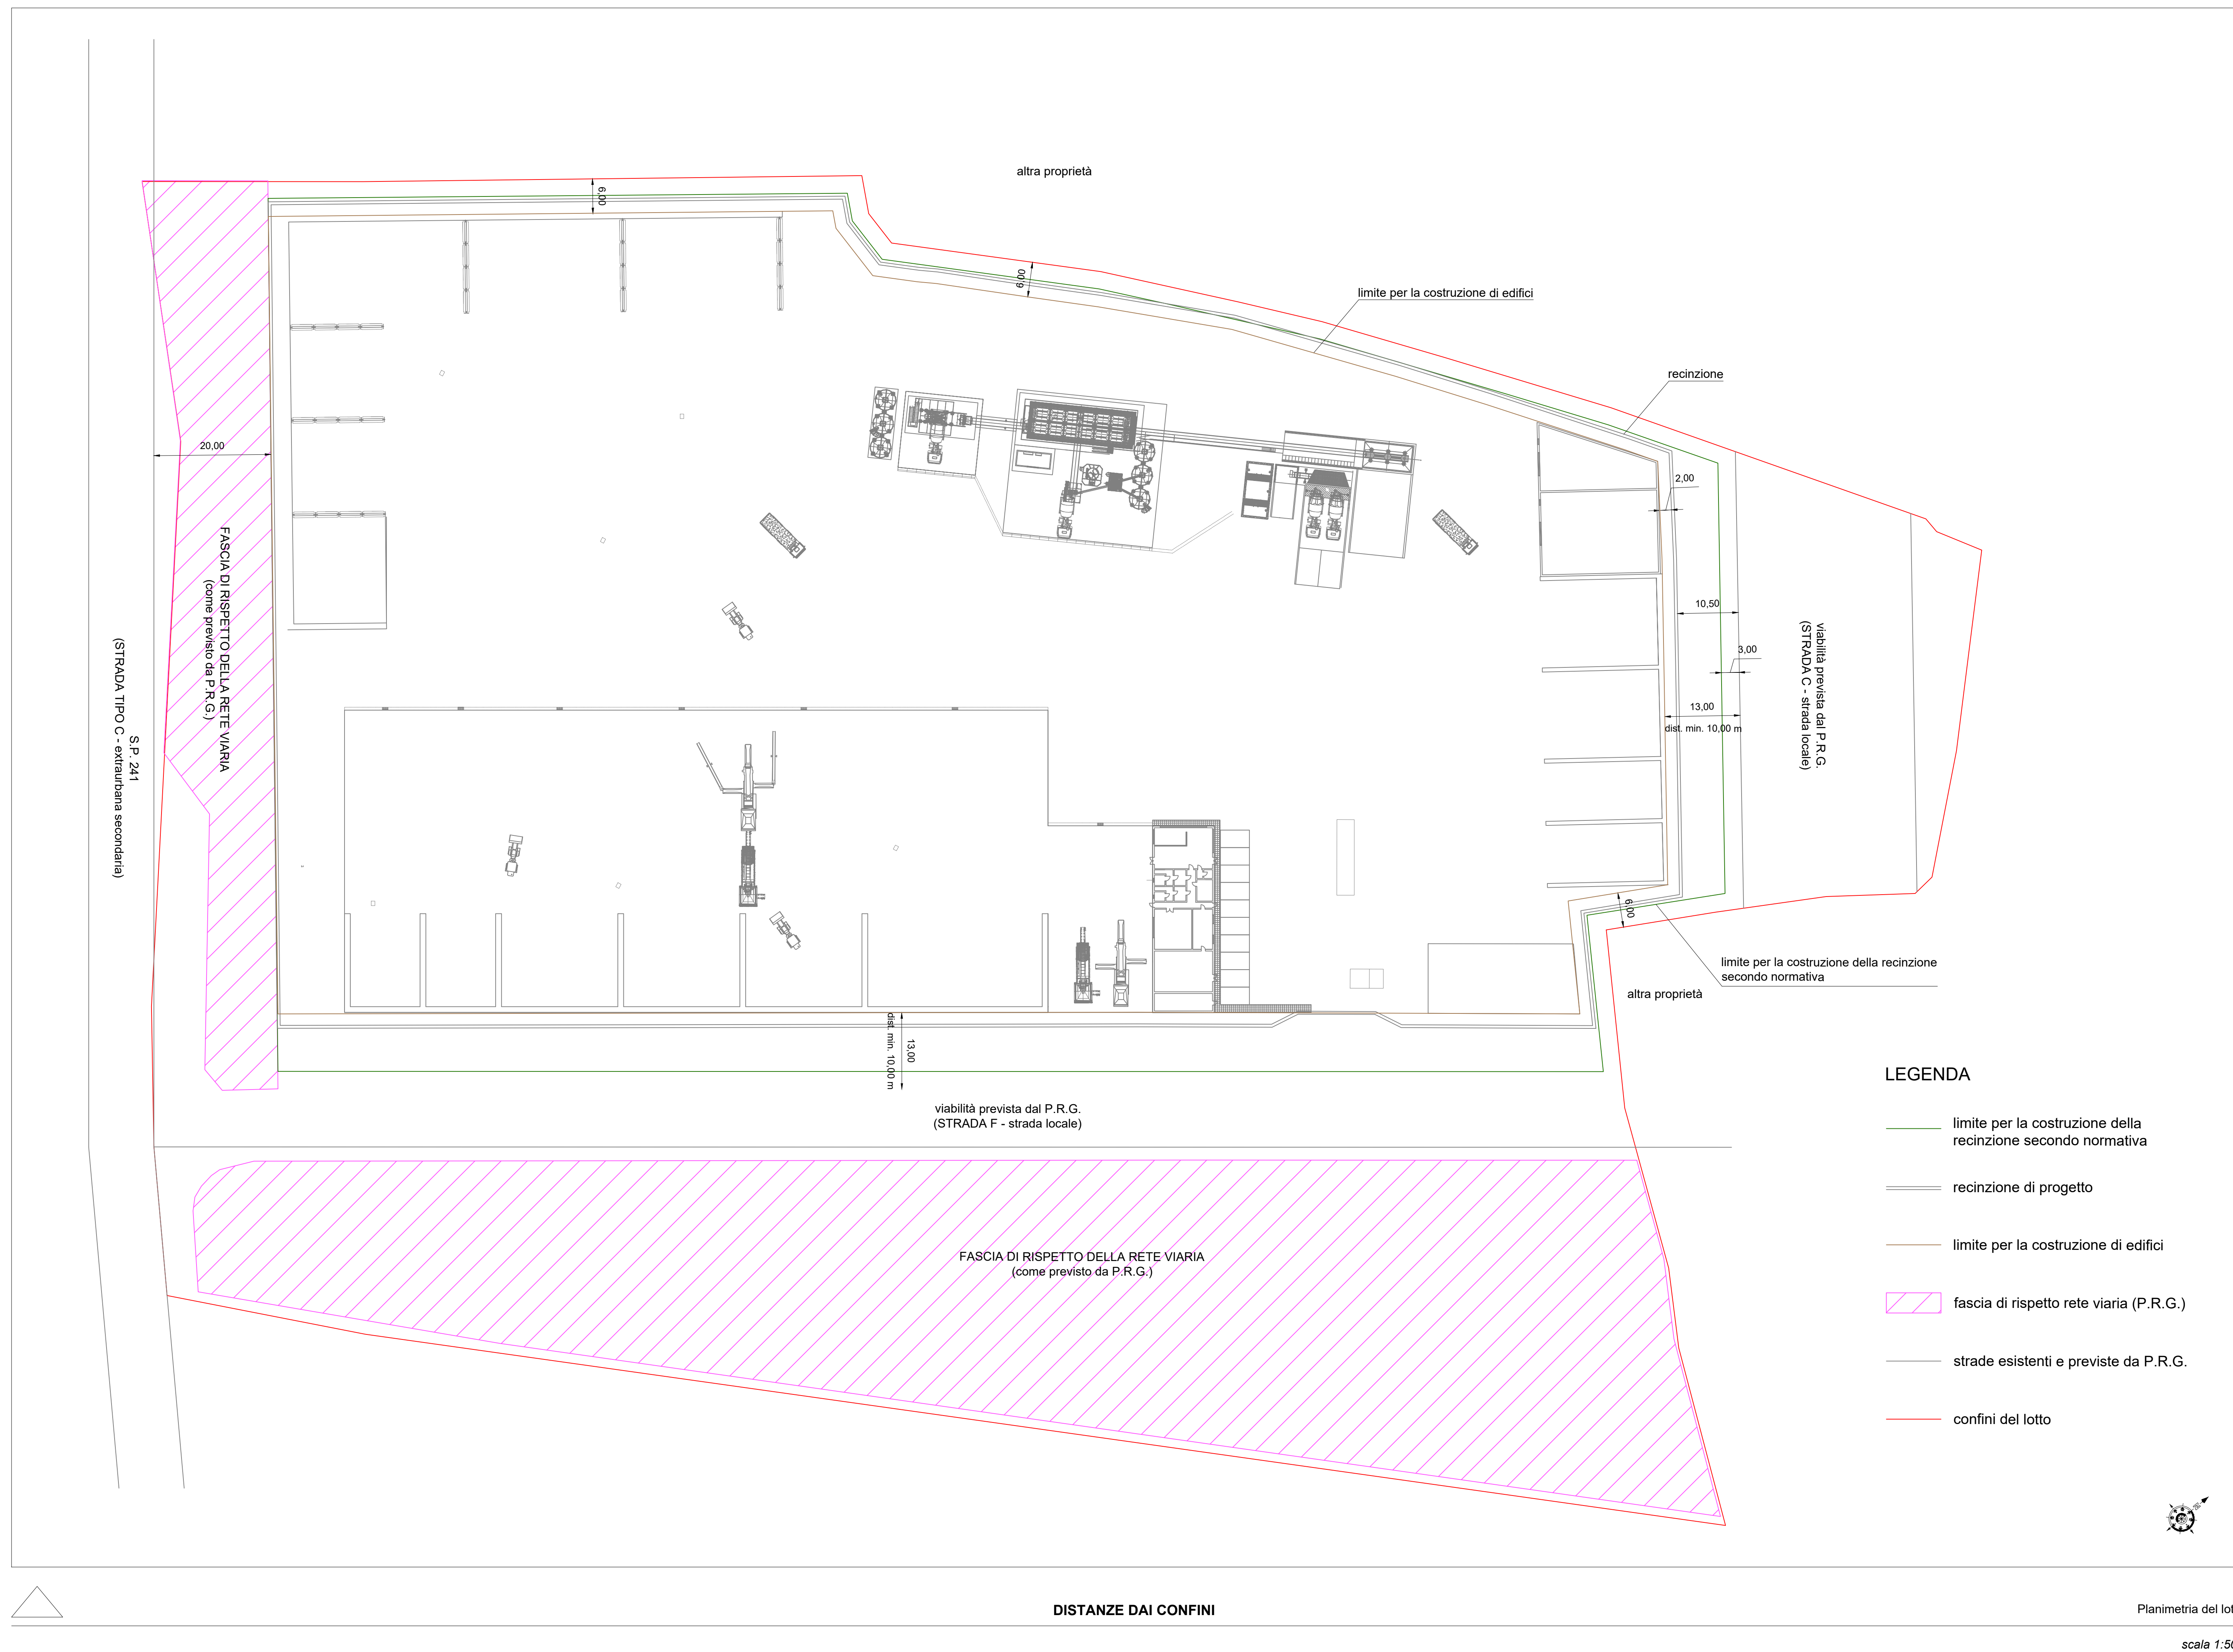 altra proprietà
6,00
6,00
limite per la costruzione di edifici
recinzione
20,00
2,00
FASCIA DI RISPETTO DELLA RETE VIARIA
(come previsto da P.R.G.)
S.P. 241
(STRADA TIPO C - extraurbana secondaria)
10,50
3,00
viabilità prevista dal P.R.G.
(STRADA C - strada locale)
13,00
dist. min. 10,00 m
6,00
limite per la costruzione della recinzione
secondo normativa
altra proprietà
13,00
dist. min. 10,00 m
viabilità prevista dal P.R.G.
(STRADA F - strada locale)
FASCIA DI RISPETTO DELLA RETE VIARIA
(come previsto da P.R.G.)
LEGENDA
limite per la costruzione della
recinzione secondo normativa
recinzione di progetto
limite per la costruzione di edifici
fascia di rispetto rete viaria (P.R.G.)
strade esistenti e previste da P.R.G.
confini del lotto
DISTANZE DAI CONFINI
Planimetria del
scala